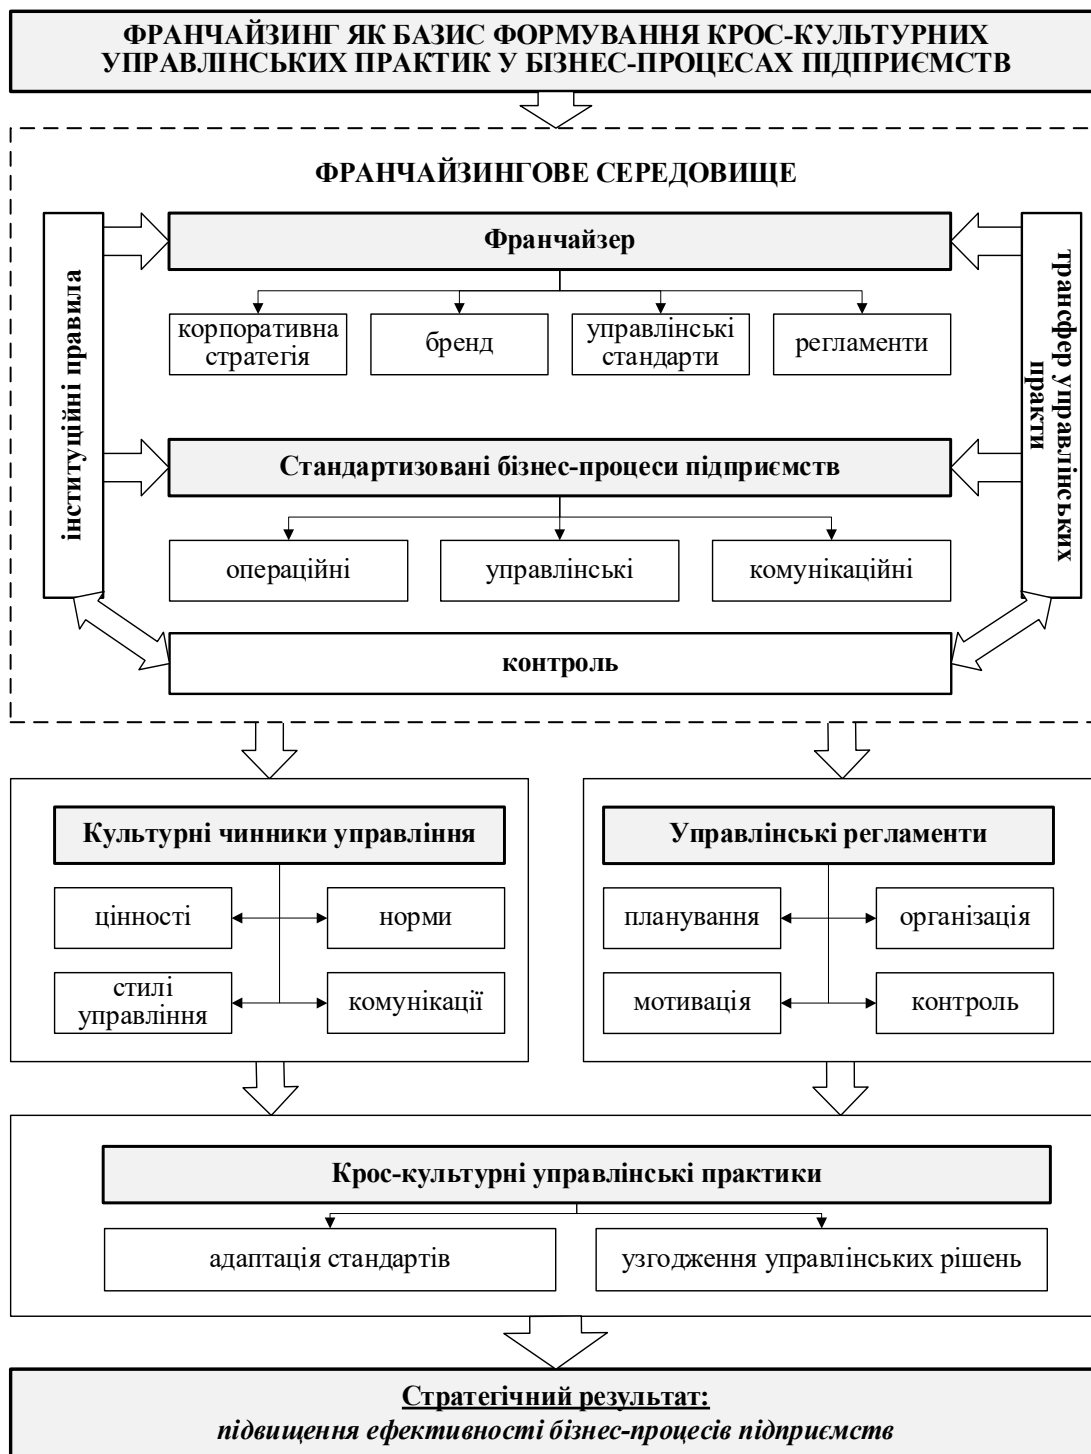 ФРАНЧАЙЗИНГ ЯК БАЗИС ФОРМУВАННЯ КРОС-КУЛЬТУРНИХ
УПРАВЛІНСЬКИХ ПРАКТИК У БІЗНЕС-ПРОЦЕСАХ ПІДПРИЄМСТВ
ФРАНЧАЙЗИНГОВЕ СЕРЕДОВИЩЕ
інституційні правила
трансфер управлінських
практи
Франчайзер
корпоративна
стратегія
бренд
управлінські
стандарти
регламенти
Стандартизовані бізнес-процеси підприємств
операційні
управлінські
комунікаційні
контроль
Культурні чинники управління
цінності
норми
стилі
управління
комунікації
Управлінські регламенти
планування
організація
мотивація
контроль
Крос-культурні управлінські практики
адаптація стандартів
узгодження управлінських рішень
Стратегічний результат:
підвищення ефективності бізнес-процесів підприємств